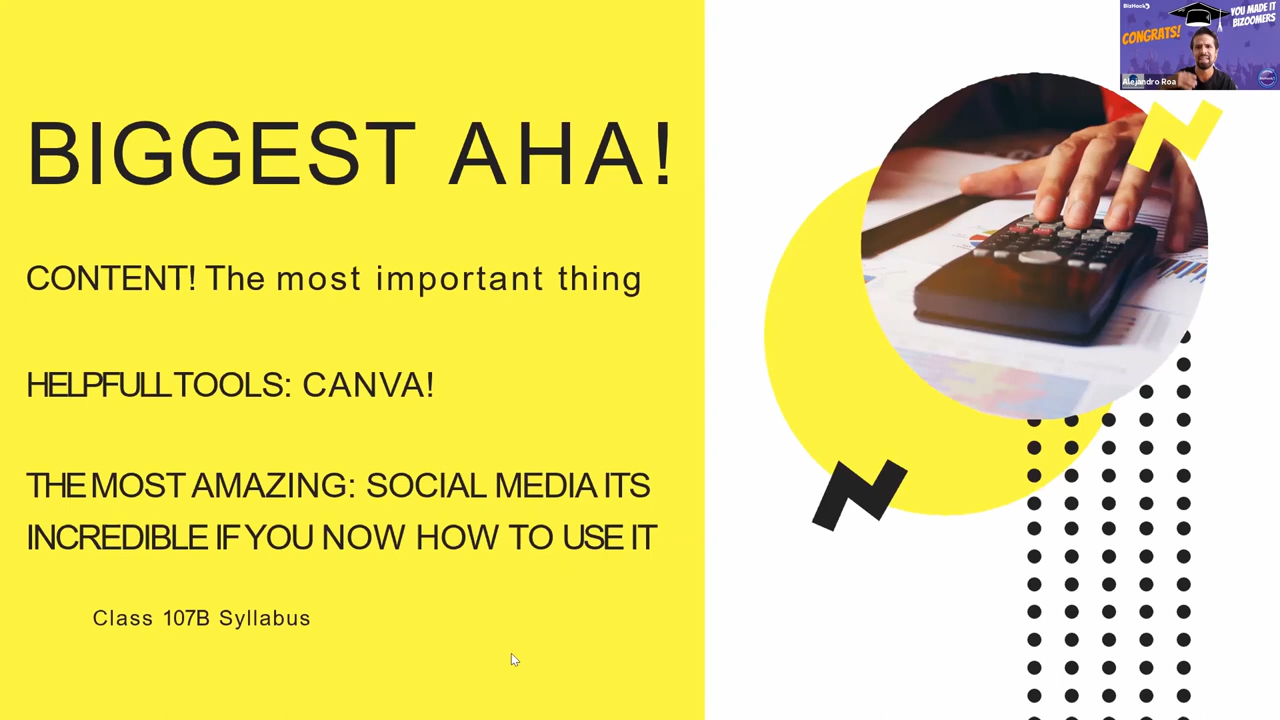 BIGGEST AHA!
CONTENT! The most important thing
HELPFULL TOOLS: CANVA!
THE MOST AMAZING: SOCIAL MEDIA ITS
INCREDIBLE IF YOU NOW HOW TO USE IT
Class 107B Syllabus
BizHack
CONGRATS!
YOU MADE IT
BIZOOMERS
Alejandro Roa